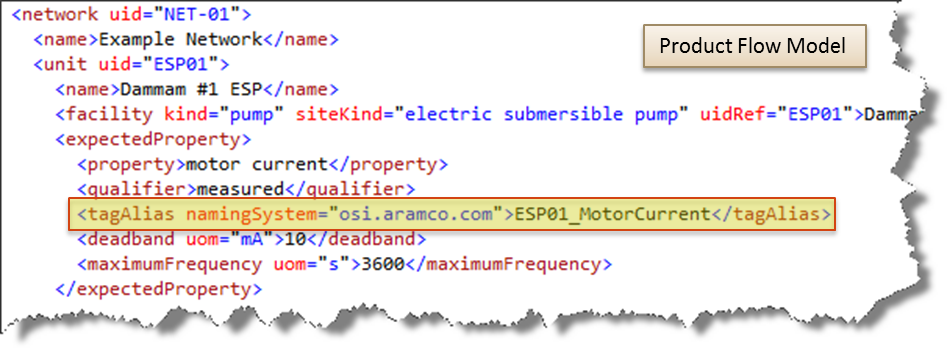 <network uid="NET-01">
<name>Example Network</name>
Product Flow Model
<unit uid="ESP01">
<name>Dammam #1 ESP</name>
<facility kind="pump" siteKind="electric submersible pump" uidRef="ESP01">Damman
<expectedProperty>
<property>motor current</property>
<qualifier>measured</qualifier>
<tagAlias namingSystem="osi.aramco.com">ESP01_MotorCurrent</tagAlias>
<deadband uom="mA">10</deadband>
<maximumFrequency uom="s">3600</maximumFrequency>
</expectedProperty>